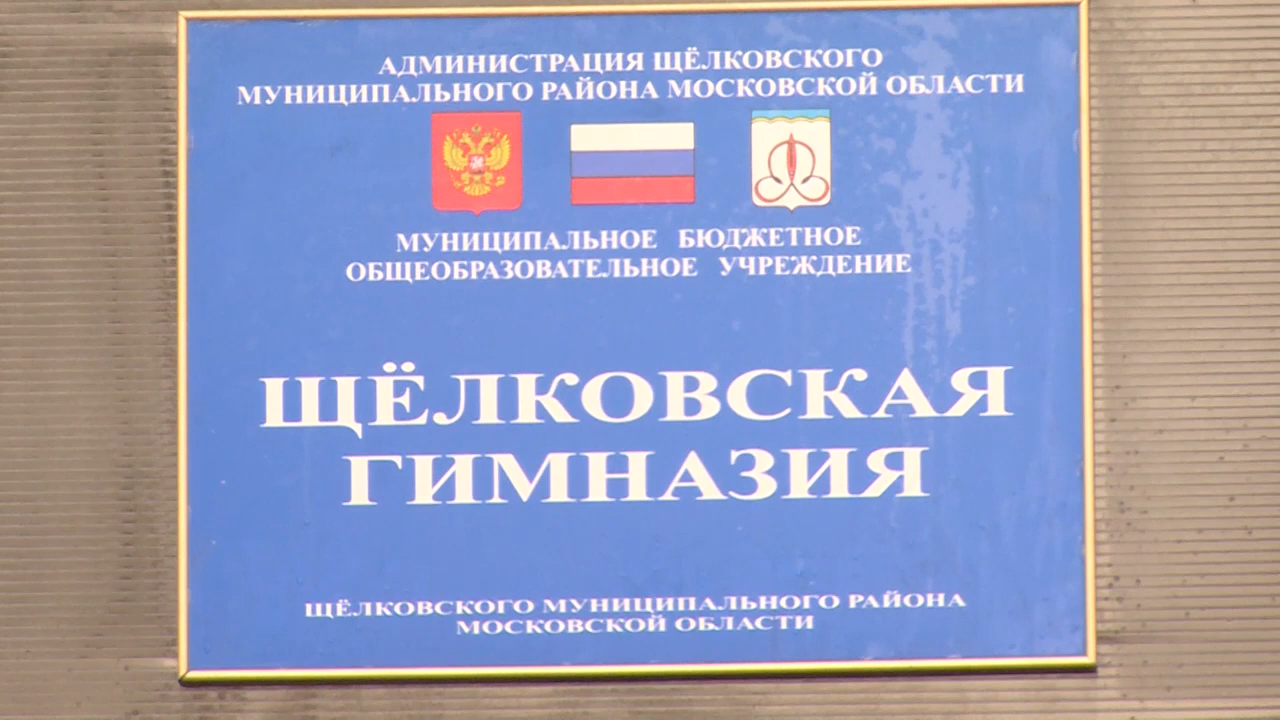 АДМИНИСТРАЦИЯ ЩЁЛКОВСКОГО
МУНИЦИПАЛЬНОГО РАЙОНА МОСКОВСКОЙ ОБЛАСТИ
МУНИЦИПАЛЬНОЕ БЮДЖЕТНОЕ
ОБЩЕОБРАЗОВАТЕЛЬНОЕ УЧРЕЖДЕНИЕ
ЩЁЛКОВСКАЯ
ГИМНАЗИЯ
ЩЁЛКОВСКОГО МУНИЦИПАЛЬНОГО РАЙОНА
МОСКОВСКОЙ ОБЛАСТИ